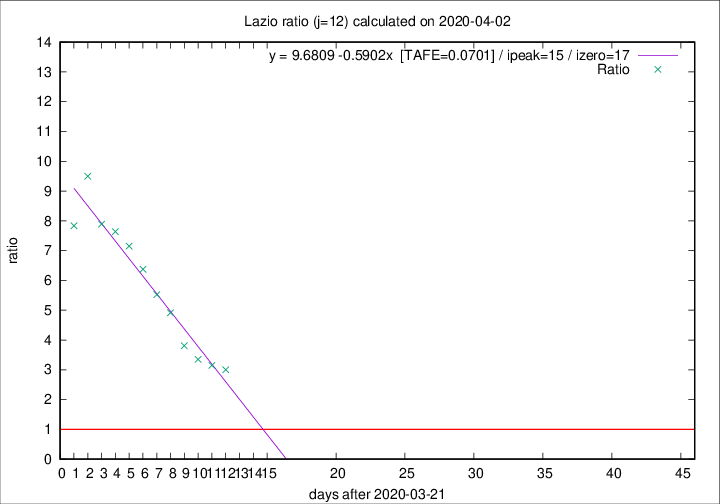 Lazio ratio (j=12) calculated on 2020-04-02
14
y = 9.6809 -0.5902x [TAFE=0.0701] / ipeak=15 / izero=17
13
Ratio
12
11
10
9
8
7
ratio
6
5
4
3
2
1
0
0 1 2 3 4 5 6 7 8 9 10 11 12 13 14 15 20 25 30 35 40 45
days after 2020-03-21